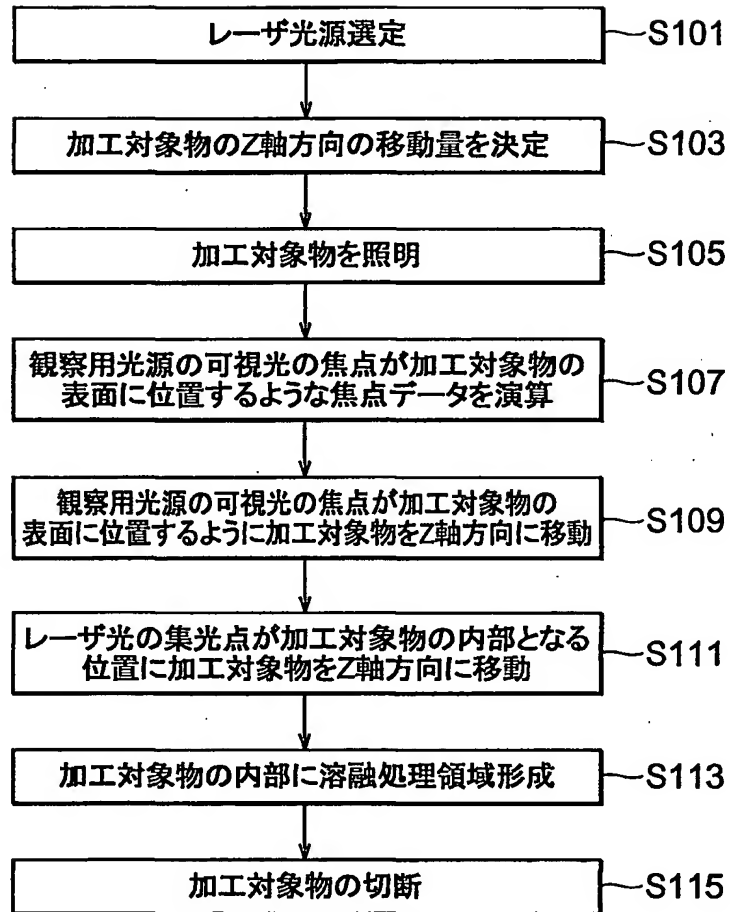 レーザ光源選定
S101
加工対象物のZ軸方向の移動量を決定
S103
加工対象物を照明
S105
観察用光源の可視光の焦点が加工対象物の
表面に位置するような焦点データを演算
S107
観察用光源の可視光の焦点が加工対象物の
表面に位置するように加工対象物をZ軸方向に移動
S109
レーザ光の集光点が加工対象物の内部となる
位置に加工対象物をZ軸方向に移動
S111
加工対象物の内部に溶融処理領域形成
S113
加工対象物の切断
S115